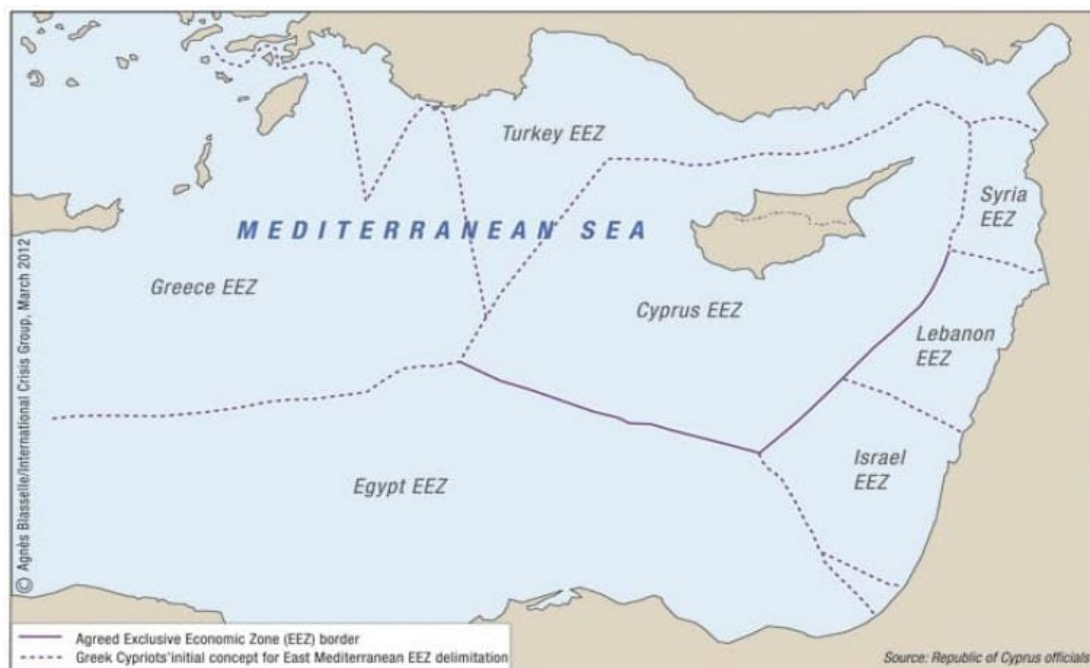 Turkey EEZ
Syria
EEZ
MEDITERRANEAN SEA
Greece EEZ
Cyprus EEZ
Lebanon
EEZ
Israel
EEZ
Egypt EEZ
© Agnès Blasselle/International Crisis Group, March 2012
Agreed Exclusive Economic Zone (EEZ) border
Greek Cypriots'initial concept for East Mediterranean EEZ delimitation
Source: Republic of Cyprus officials